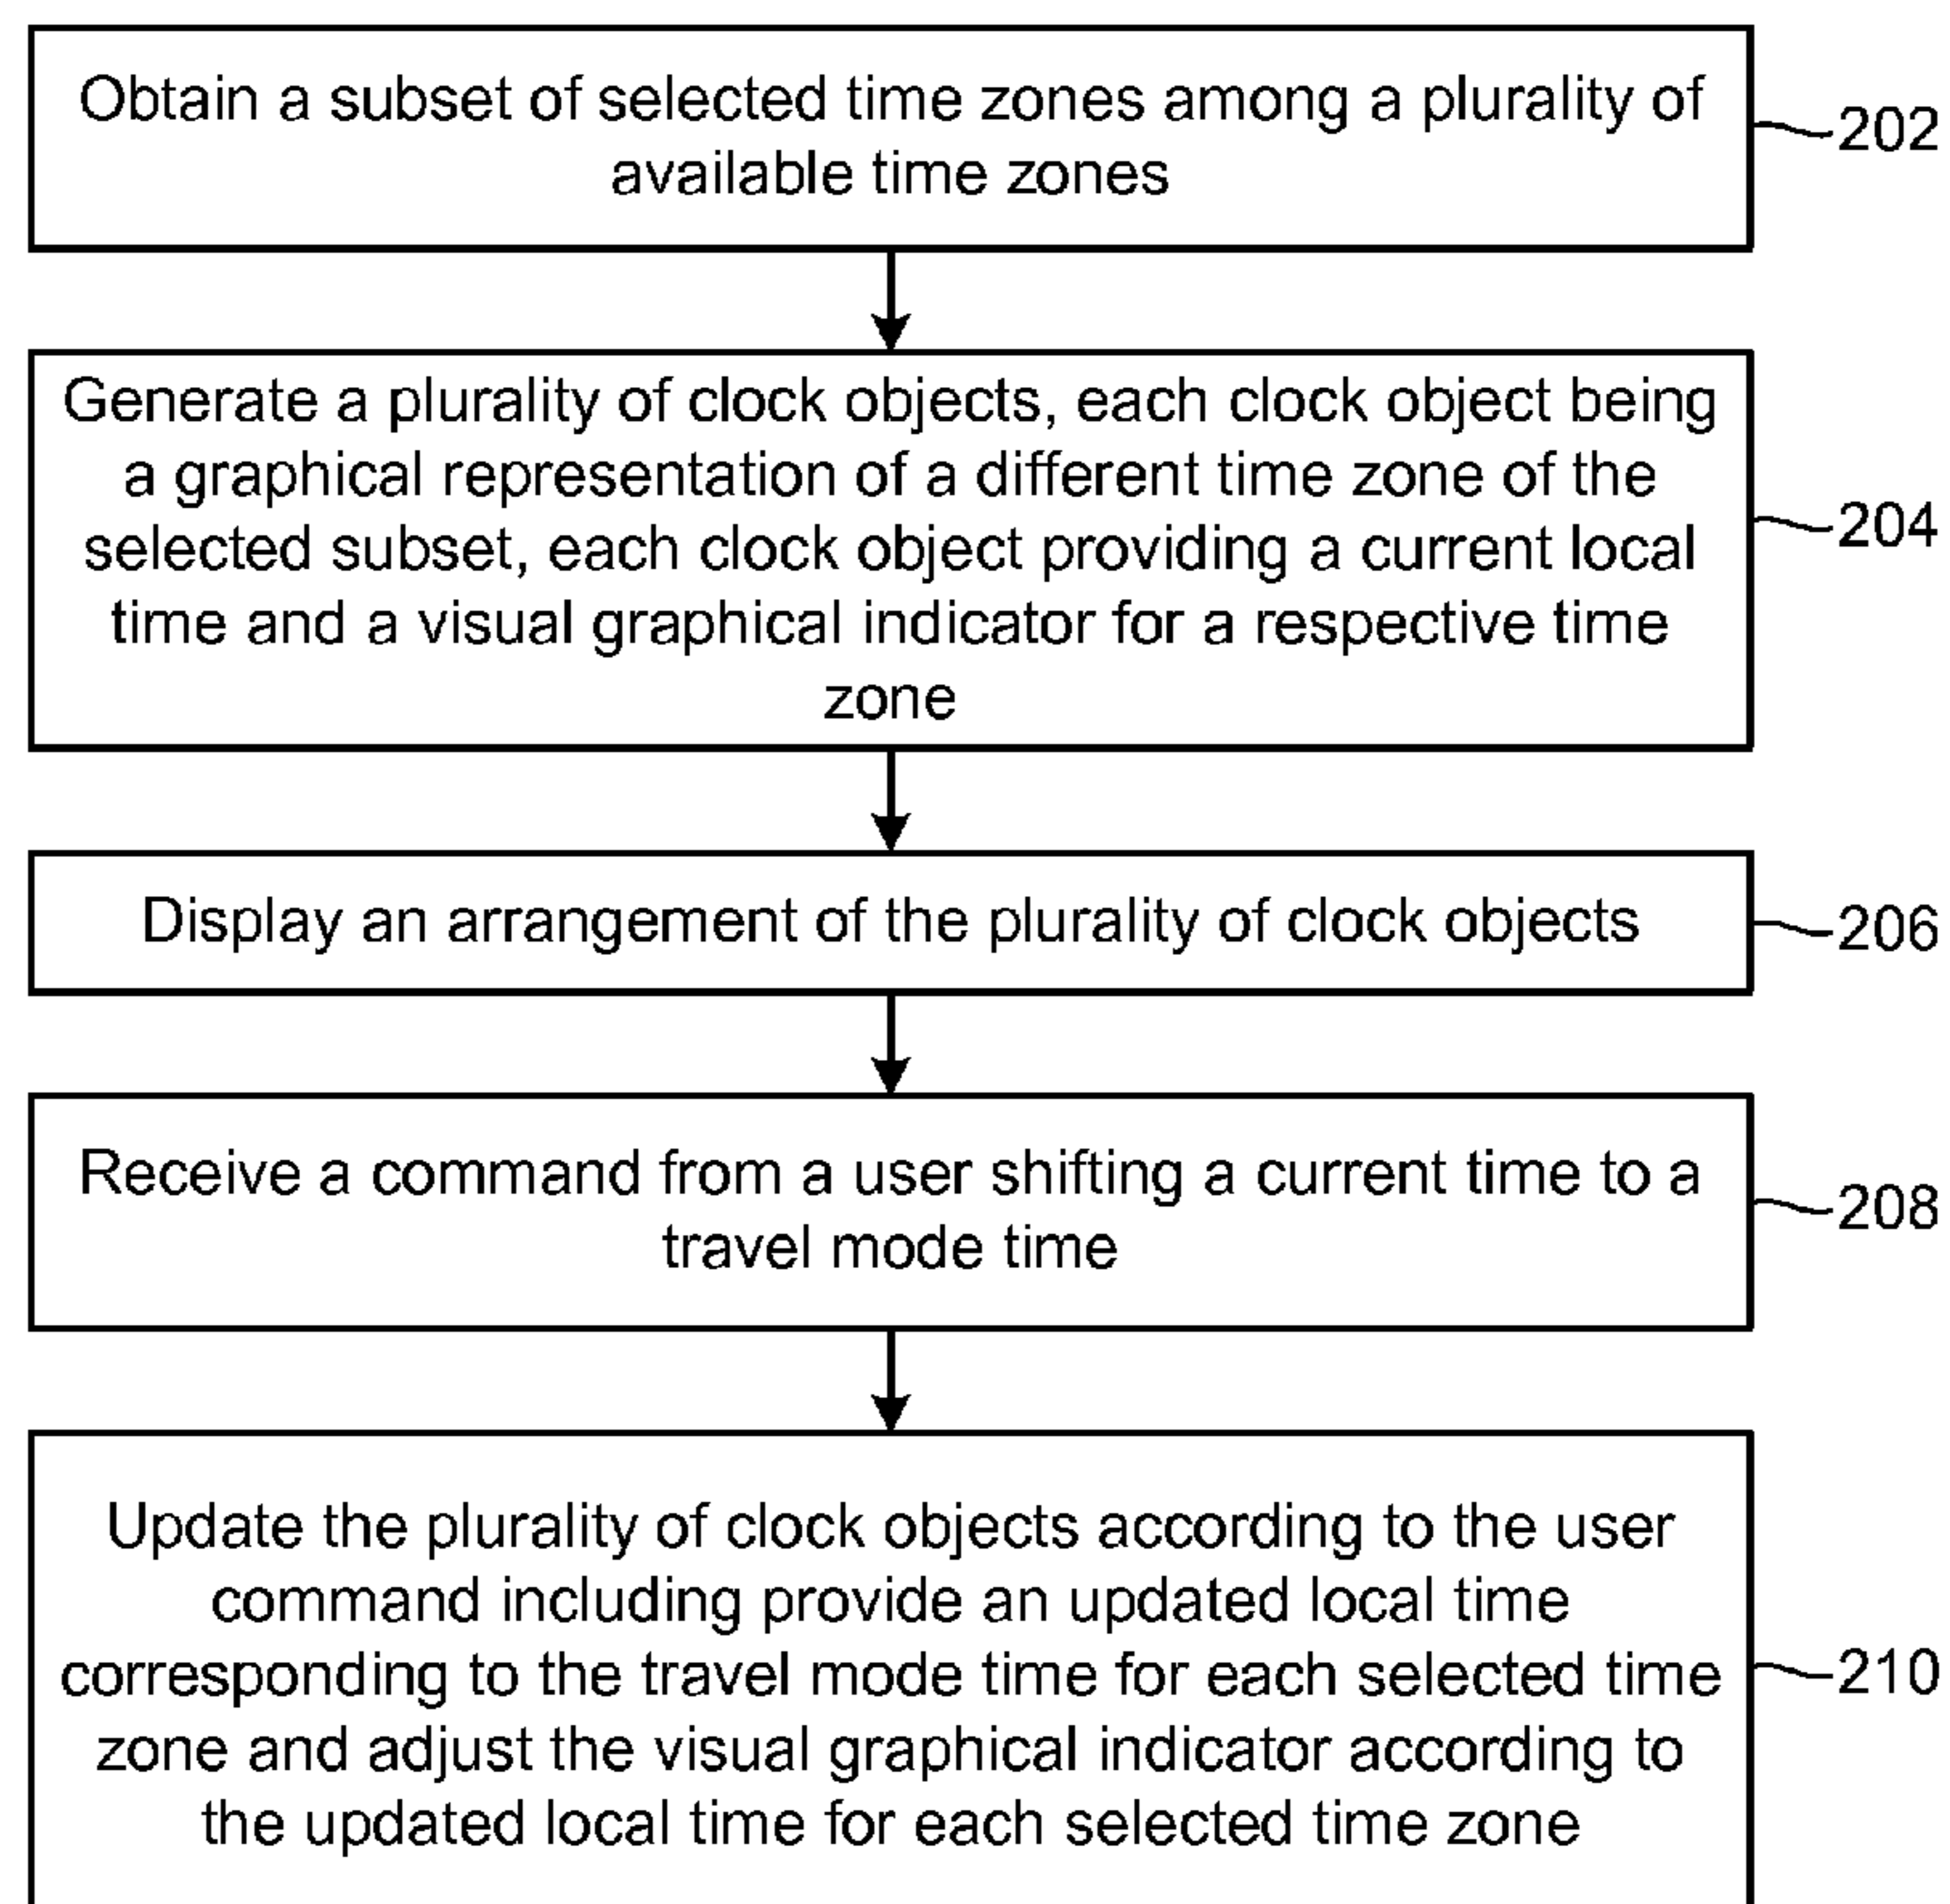 Obtain a subset of selected time zones among a plurality of
available time zones
202
Generate a plurality of clock objects, each clock object being
a graphical representation of a different time zone of the
selected subset, each clock object providing a current local
time and a visual graphical indicator for a respective time
zone
204
Display an arrangement of the plurality of clock objects
206
Receive a command from a user shifting a current time to a
travel mode time
208
Update the plurality of clock objects according to the user
command including provide an updated local time
corresponding to the travel mode time for each selected time
zone and adjust the visual graphical indicator according to
the updated local time for each selected time zone
210